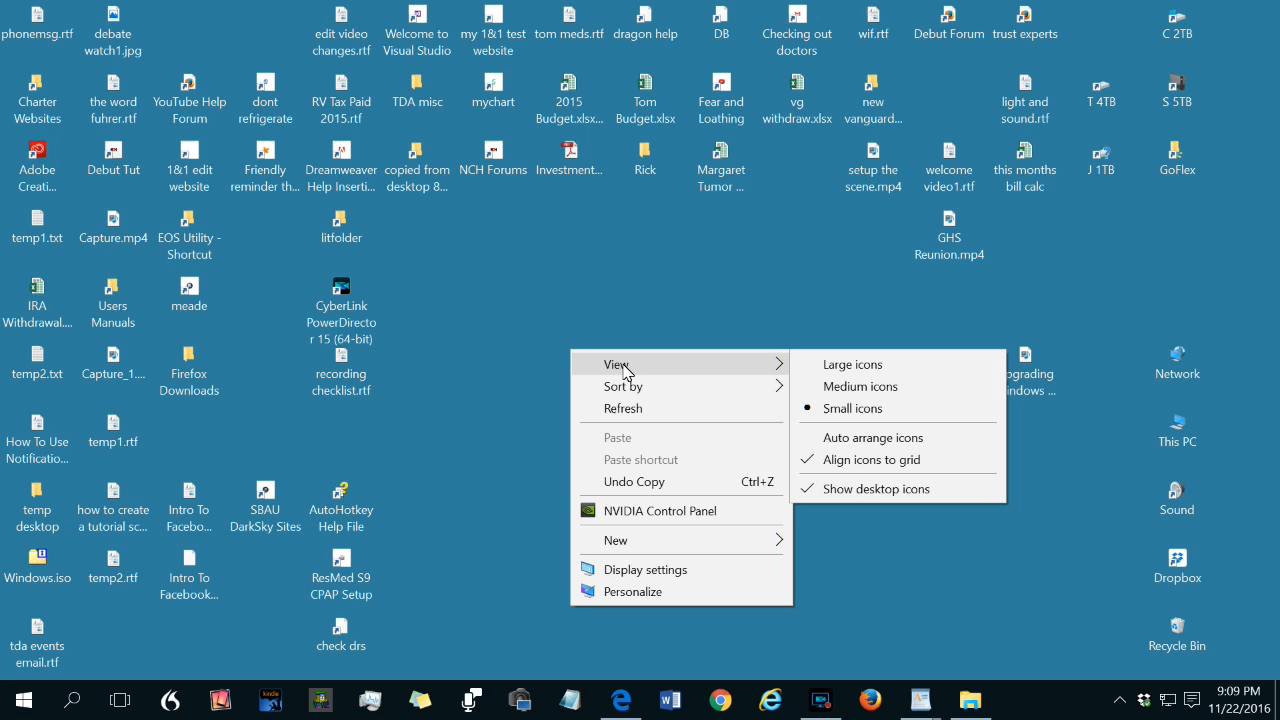 phonemsg.rtf
debate
watch1.jpg
edit video
changes.rtf
Welcome to
Visual Studio
my 1&1 test
website
tom meds.rtf
dragon help
DB
Checking out
doctors
wif.rtf
Debut Forum
trust experts
C 2TB
Charter
Websites
the word
fuhrer.rtf
YouTube Help
Forum
dont
refrigerate
RV Tax Paid
2015.rtf
TDA misc
mychart
2015
Budget.xlsx...
Tom
Budget.xlsx
Fear and
Loathing
vg
withdraw.xlsx
new
vanguard...
light and
sound.rtf
T 4TB
S 5TB
Adobe
Creati...
Debut Tut
1&1 edit
website
Friendly
reminder th...
Dreamweaver
Help Inserti...
copied from
desktop 8...
NCH Forums
Investment...
Rick
Margaret
Tumor ...
setup the
scene.mp4
welcome
video1.rtf
this months
bill calc
J 1TB
GoFlex
temp1.txt
Capture.mp4
EOS Utility -
Shortcut
litfolder
GHS
Reunion.mp4
IRA
Withdrawal....
Users
Manuals
meade
CyberLink
PowerDirecto
r 15 (64-bit)
temp2.txt
Capture_1....
Firefox
Downloads
recording
checklist.rtf
pgrading
indows ...
Network
How To Use
Notificatio...
temp1.rtf
This PC
temp
desktop
how to create
a tutorial sc...
Intro To
Facebo...
SBAU
DarkSky Sites
AutoHotkey
Help File
Sound
Windows.iso
temp2.rtf
Intro To
Facebook...
ResMed S9
CPAP Setup
Dropbox
tda events
email.rtf
check drs
Recycle Bin
View
Sort by
Refresh
Paste
Paste shortcut
Undo Copy Ctrl+Z
NVIDIA Control Panel
New
Display settings
Personalize
Large icons
Medium icons
Small icons
Auto arrange icons
Align icons to grid
Show desktop icons
kindle
9:09 PM
11/22/2016